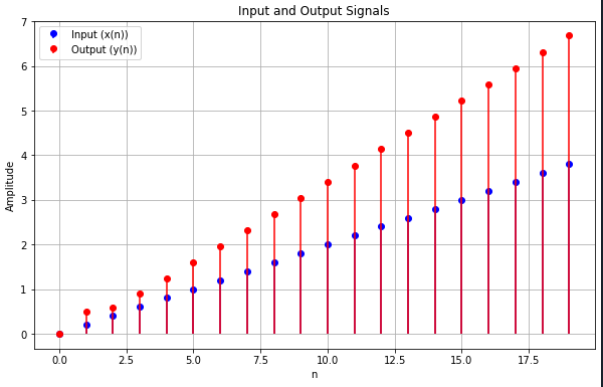 Input and Output Signals
Input (x(n))
Output (y(n))
Amplitude
7
6
5
4
3
2
1
0
0.0 2.5 5.0 7.5 10.0 12.5 15.0 17.5
n